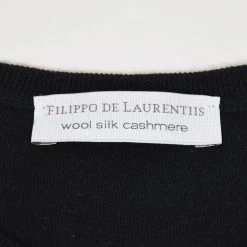 FILIPPO DE LAURENTIIS
wool silk cashmere